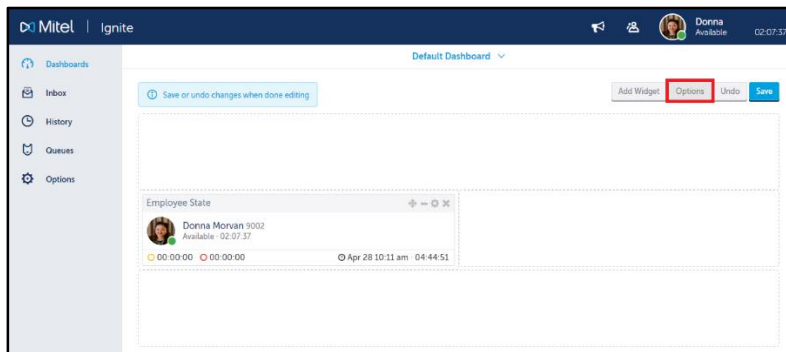 Mitel | Ignite
Donna
Available
02:07:37
Default Dashboard
Dashboards
Inbox
History
Queues
Options
Save or undo changes when done editing
Add Widget Options Undo Save
Employee State
Donna Morvan 9002
Available - 02:07:37
00:00:00 00:00:00 Apr 28 10:11 am - 04:44:51